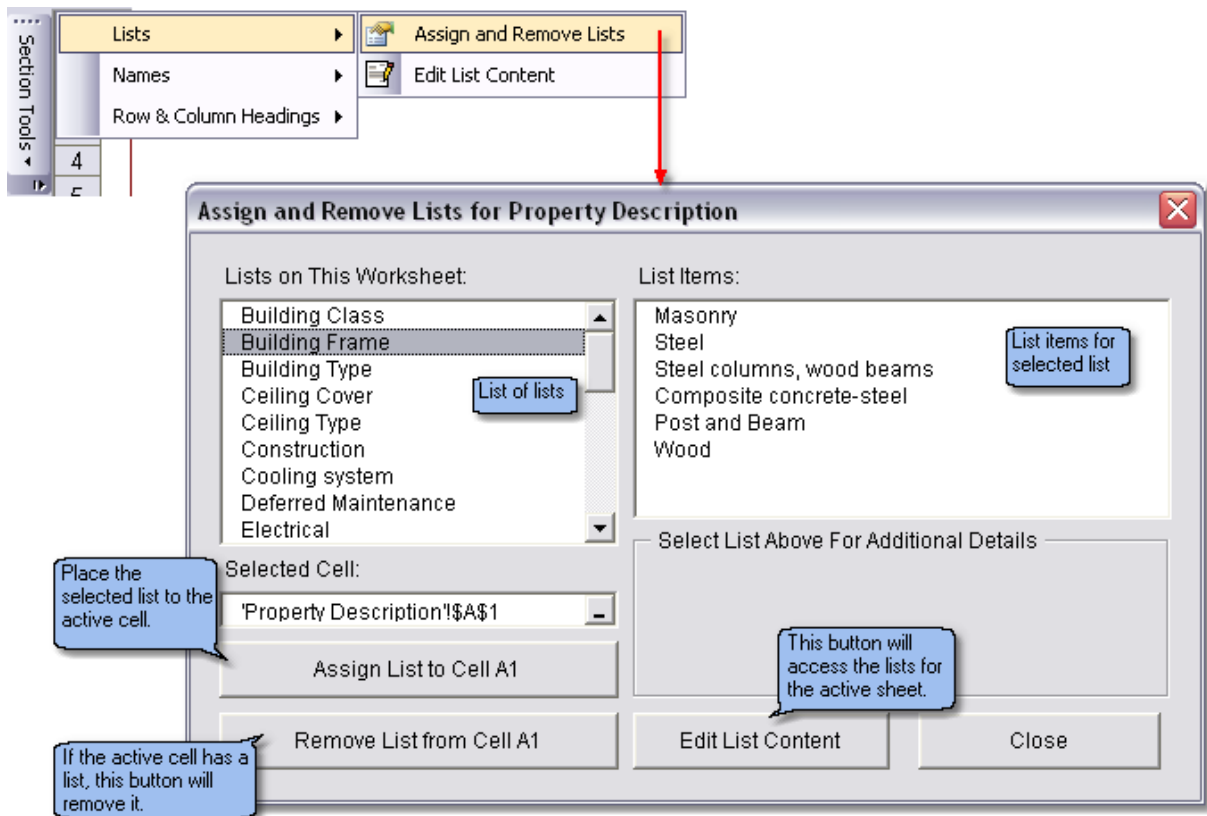 Section Tools
Lists
Names
Row & Column Headings
Assign and Remove Lists
Edit List Content
4
5
Assign and Remove Lists for Property Description
Lists on This Worksheet:
Building Class
Building Frame
Building Type
Ceiling Cover
Ceiling Type
Construction
Cooling system
Deferred Maintenance
Electrical
List of lists
List Items:
Masonry
Steel
Steel columns, wood beams
Composite concrete-steel
Post and Beam
Wood
List items for
selected list
Selected Cell:
'Property Description'!$A$1
Place the
selected list to the
active cell.
Assign List to Cell A1
Remove List from Cell A1
If the active cell has a
list, this button will
remove it.
Select List Above For Additional Details
This button will
access the lists for
the active sheet.
Edit List Content
Close